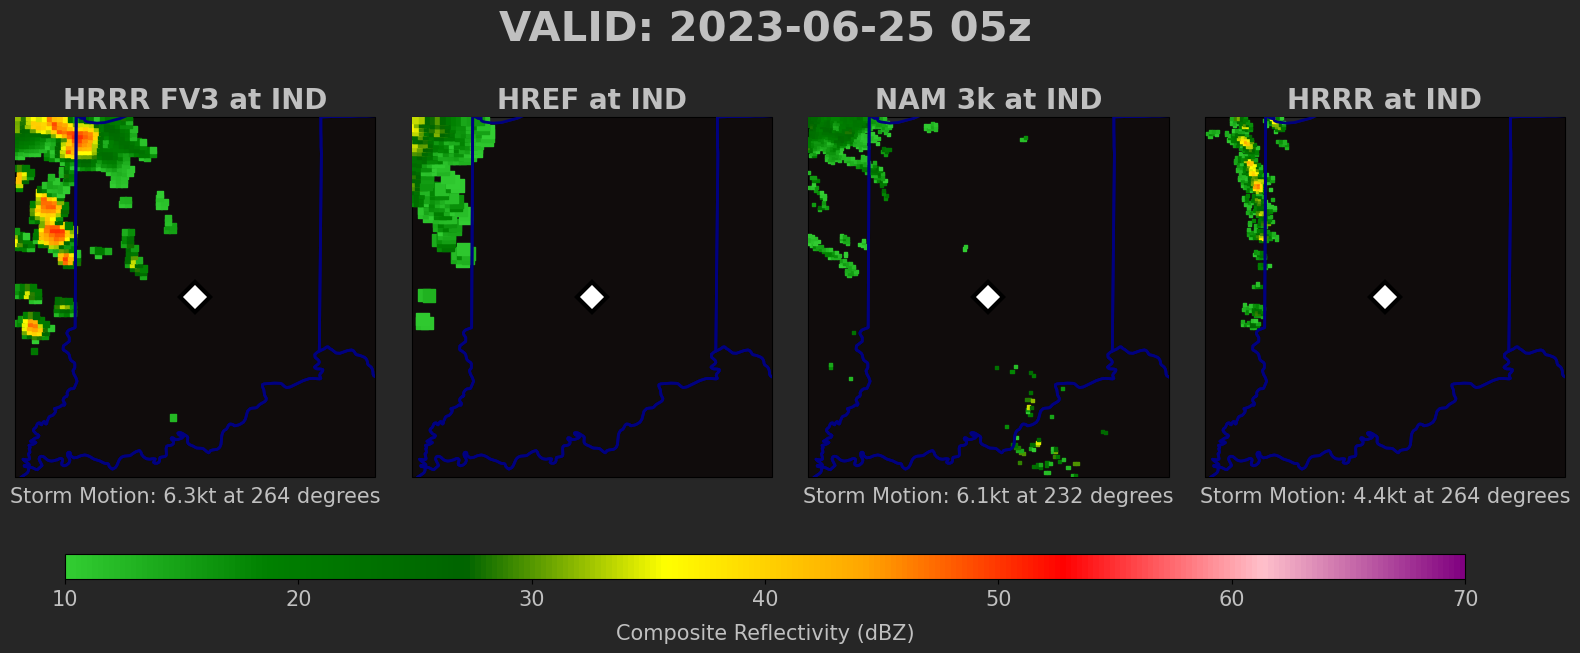 VALID: 2023-06-25 05z
HRRR FV3 at IND
HREF at IND
NAM 3k at IND
HRRR at IND
Storm Motion: 6.3kt at 264 degrees
Storm Motion: 6.1kt at 232 degrees
Storm Motion: 4.4kt at 264 degrees
10 20 30 40 50 60 70
Composite Reflectivity (dBZ)